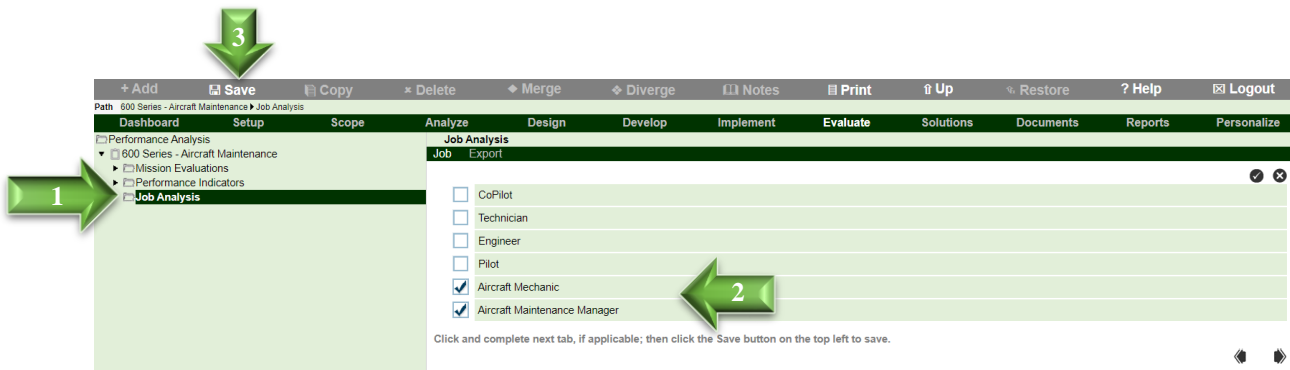 3
+ Add Save Copy × Delete Merge Diverge Notes Print Up Restore ? Help Logout
Path 600 Series - Aircraft Maintenance Job Analysis
Dashboard Setup Scope Analyze Design Develop Implement Evaluate Solutions Documents Reports Personalize
Performance Analysis
600 Series - Aircraft Maintenance
Mission Evaluations
Performance Indicators
1
Job Analysis
Job Analysis
Job Export
CoPilot
Technician
Engineer
Pilot
Aircraft Mechanic
2
Aircraft Maintenance Manager
Click and complete next tab, if applicable; then click the Save button on the top left to save.